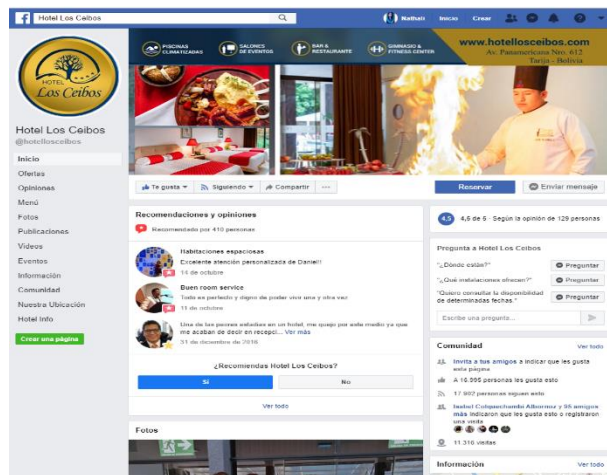 Hotel Los Ceibos
Nathali
Inicio
Crear
PISCINAS
CLIMATIZADAS
SALONES
DE EVENTOS
BAR &
RESTAURANTE
GIMNASIO &
FITNESS CENTER
www.hotellosceibos.com
Av. Panamericana Nro. 612
Tarija - Bolivia
HOTEL
Los Ceibos
Hotel Los Ceibos
@hotellosceibos
Inicio
Ofertas
Opiniones
Menú
Fotos
Publicaciones
Videos
Eventos
Información
Comunidad
Nuestra Ubicación
Hotel Info
Crear una página
Te gusta
Siguiendo
Compartir
Reservar
Enviar mensaje
Recomendaciones y opiniones
Recomendado por 410 personas
Habitaciones espaciosas
Excelente atención personalizada de Daniel!!
14 de octubre
Buen room service
Todo es perfecto y digno de poder vivir una y otra vez
11 de octubre
Una de las peores estadías en un hotel, me quejo por este medio ya que
me acaban de decir en recepci... Ver más
31 de diciembre de 2016
¿Recomiendas Hotel Los Ceibos?
Sí
No
Ver todo
Fotos
4,5
4,5 de 5 · Según la opinión de 129 personas
Pregunta a Hotel Los Ceibos
"¿Dónde están?"
Preguntar
"¿Qué instalaciones ofrecen?"
Preguntar
"Quiero consultar la disponibilidad
de determinadas fechas."
Preguntar
Escribe una pregunta...
Comunidad
Ver todo
Invita a tus amigos a indicar que les gusta
esta página
A 16.995 personas les gusta esto
17.902 personas siguen esto
Isabel
y 95 amigos
más indicaron que les gusta esto o registraron
una visita
11.316 visitas
Información
Ver todo